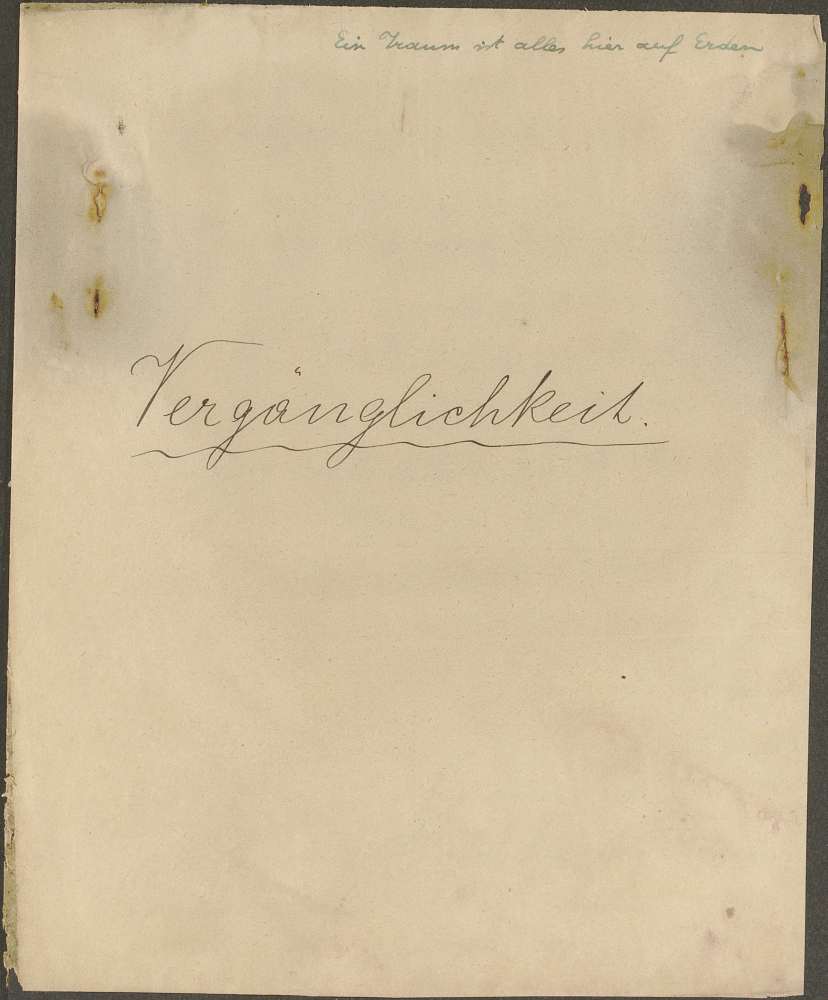 Ein Traum ist alles hier auf Erden
Vergänglichkeit.